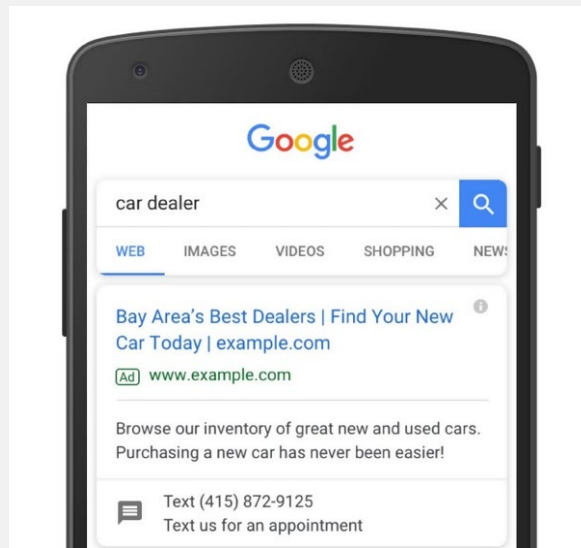 Google
car dealer
WEB IMAGES VIDEOS SHOPPING NEWS
Bay Area's Best Dealers | Find Your New
Car Today | example.com
Ad www.example.com
Browse our inventory of great new and used cars.
Purchasing a new car has never been easier!
Text (415) 872-9125
Text us for an appointment